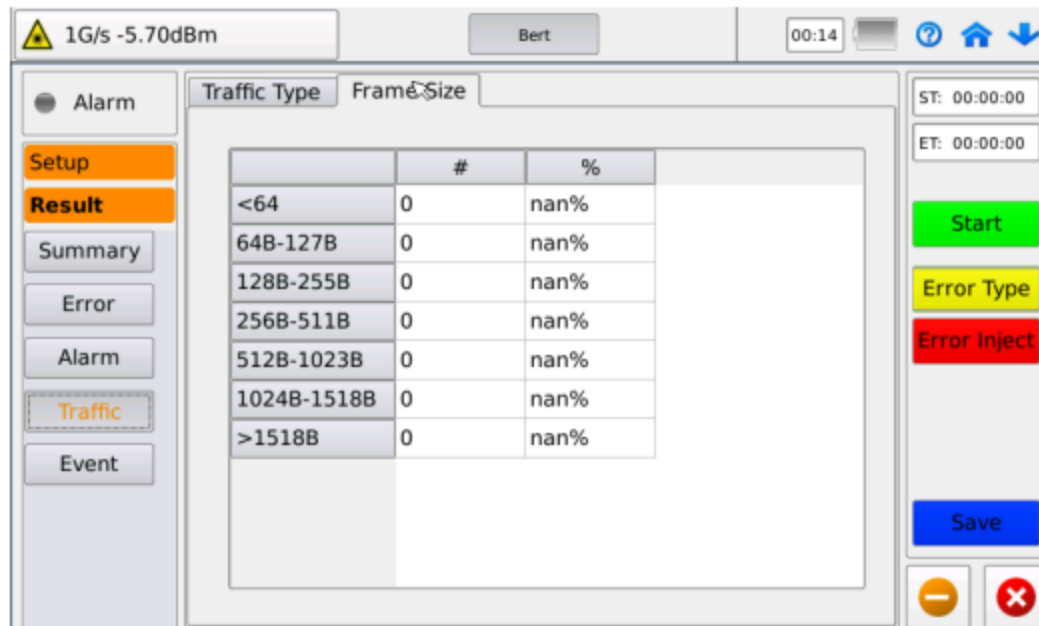 1G/s -5.70dBm
Bert
00:14
Alarm
Setup
Result
Summary
Error
Alarm
Traffic
Event
Traffic Type
Frame Size
# %
<64 0 nan%
64B-127B 0 nan%
128B-255B 0 nan%
256B-511B 0 nan%
512B-1023B 0 nan%
1024B-1518B 0 nan%
>1518B 0 nan%
ST: 00:00:00
ET: 00:00:00
Start
Error Type
Error Inject
Save